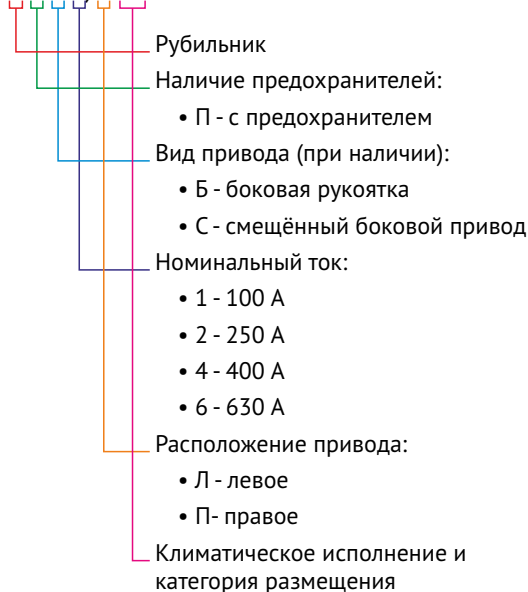 Рубильник
Наличие предохранителей:
• П - с предохранителем
Вид привода (при наличии):
• Б - боковая рукоятка
• С - смещённый боковой привод
Номинальный ток:
• 1 - 100 А
• 2 - 250 А
• 4 - 400 А
• 6 - 630 А
Расположение привода:
• Л - левое
• П- правое
Климатическое исполнение и
категория размещения